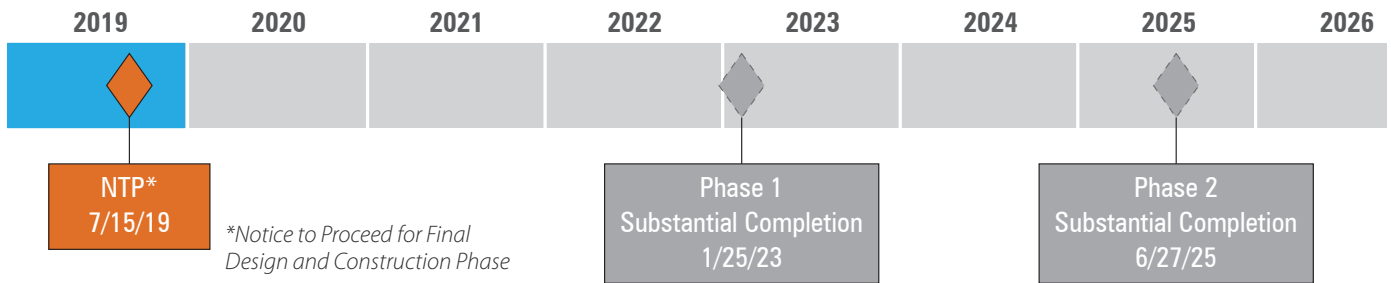 2019 2020 2021 2022 2023 2024 2025 2026
NTP*
7/15/19
*Notice to Proceed for Final
Design and Construction Phase
Phase 1
Substantial Completion
1/25/23
Phase 2
Substantial Completion
6/27/25